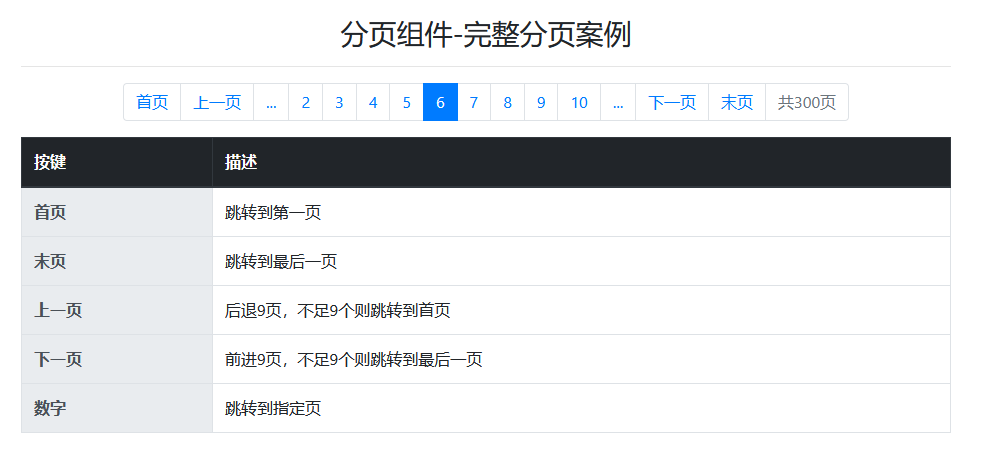 分页组件-完整分页案例
首页 上一页 ... 2 3 4 5 6 7 8 9 10 ... 下一页 末页 共300页
按键 描述
首页 跳转到第一页
末页 跳转到最后一页
上一页 后退9页，不足9个则跳转到首页
下一页 前进9页，不足9个则跳转到最后一页
数字 跳转到指定页